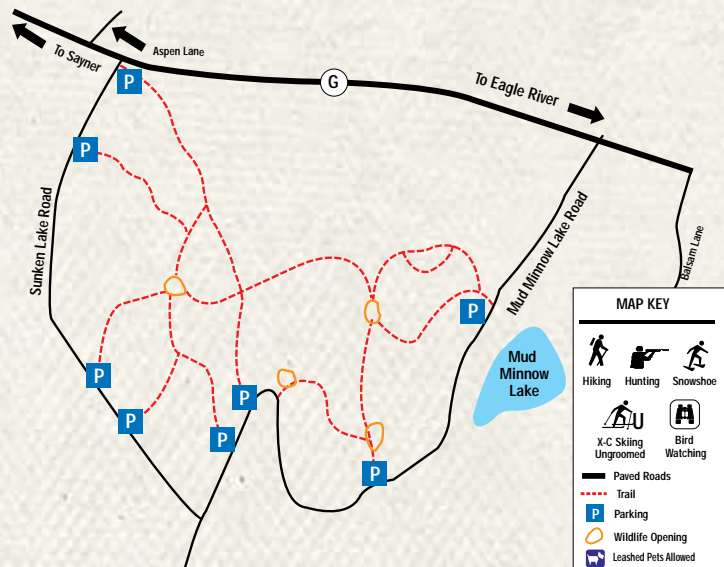 To Sayner
Aspen Lane
G
To Eagle River
P
P
Sunken Lake Road
Mud Minnow Lake Road
Balsam Lane
P
Mud
Minnow
Lake
P
P
P
P
P
MAP KEY
Hiking
Hunting
Snowshoe
X-C Skiing
Ungroomed
Bird
Watching
Paved Roads
Trail
P
Parking
Wildlife Opening
Leashed Pets Allowed